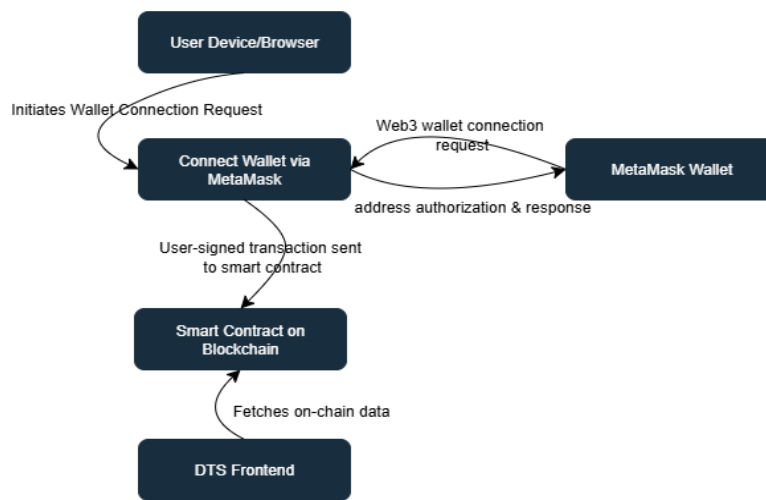 User Device/Browser
Initiates Wallet Connection Request
Web3 wallet connection
request
Connect Wallet via
MetaMask
MetaMask Wallet
address authorization & response
User-signed transaction sent
to smart contract
Smart Contract on
Blockchain
Fetches on-chain data
DTS Frontend